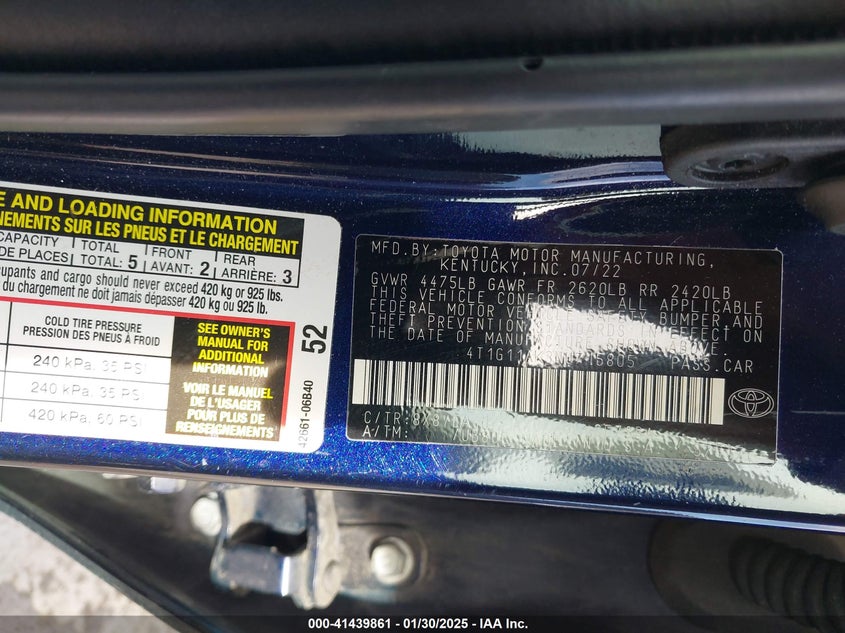 E AND LOADING INFORMATION
NEMENTS SUR LES PNEUS ET LE CHARGEMENT
CAPACITY TOTAL FRONT REAR
DE PLACES TOTAL: 5 AVANT: 2 ARRIÈRE: 3
cupants and cargo should never exceed 420 kg or 925 lbs.
du chargement ne doit jamais dépasser 420 kg ou 925 lb.
COLD TIRE PRESSURE
PRESSION DES PNEUS À FROID
240 kPa, 35 PSI
240 kPa, 35 PSI
420 kPa, 60 PSI
SEE OWNER'S
MANUAL FOR
ADDITIONAL
INFORMATION
VOIR LE MANUEL
DE L'USAGER
POUR PLUS DE
RENSEIGNEMENTS
52
42661-06B40
MFD.BY:TOYOTA MOTOR MANUFACTURING,
KENTUCKY, INC.07/22
GVWR 4475LB GAWR FR 2620LB RR 2420LB
THIS VEHICLE CONFORMS TO ALL APPLICABLE
FEDERAL MOTOR VEHICLE SAFETY, BUMPER AND
THEFT PREVENTION STANDARDS IN EFFECT ON
THE DATE OF MANUFACTURE SHOWN ABOVE.
PASS.CAR
C/TR:
A/TM:
000-41439861 / 01/30/2025 - IAA Inc.